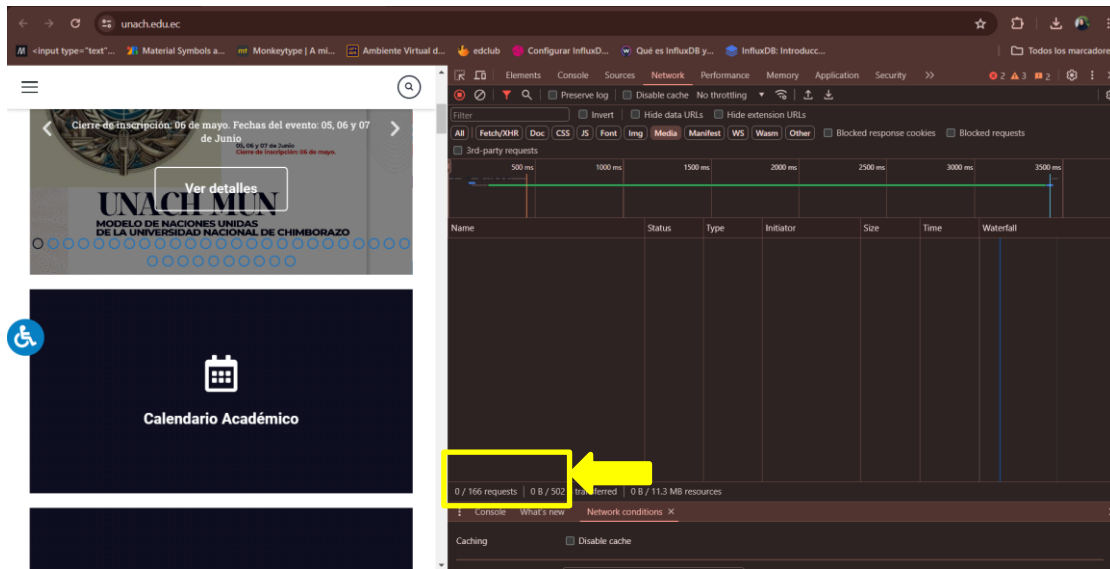 unach.edu.ec
<input type="text"... Material Symbols a... Monkeytype | A mi... Ambiente Virtual d... edclub Configurar InfluxD... Qué es InfluxDB y... InfluxDB: Introducc... Todos los marcadore
Elements Console Sources Network Performance Memory Application Security 2 3 2
Preserve log Disable cache No throttling
Filter Invert Hide data URLs Hide extension URLs
All Fetch/XHR Doc CSS JS Font Img Media Manifest WS Wasm Other Blocked response cookies Blocked requests
3rd-party requests
500 ms 1000 ms 1500 ms 2000 ms 2500 ms 3000 ms 3500 ms
Name Status Type Initiator Size Time Waterfall
Cierre de inscripción: 06 de mayo. Fechas del evento: 05, 06 y 07
de Junio
05, 06 y 07 de Junio
Cierre de inscripción: 06 de mayo.
Ver detalles
UNACH MUN
MODELO DE NACIONES UNIDAS
DE LA UNIVERSIDAD NACIONAL DE CHIMBORAZO
Calendario Académico
0 / 166 requests 0 B / 502 transferred 0 B / 11.3 MB resources
Console What's new Network conditions
Caching Disable cache